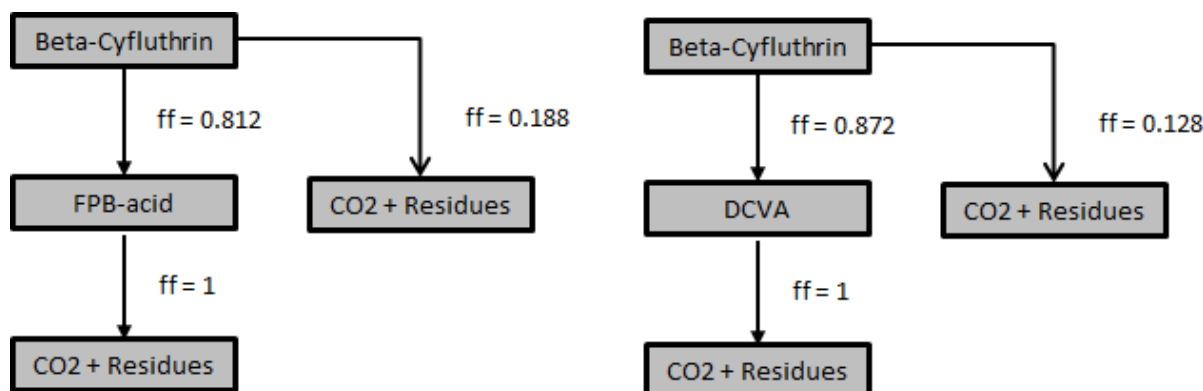 Beta-Cyfluthrin
ff = 0.812
ff = 0.188
FPB-acid
CO2 + Residues
ff = 1
CO2 + Residues
Beta-Cyfluthrin
ff = 0.872
ff = 0.128
DCVA
CO2 + Residues
ff = 1
CO2 + Residues